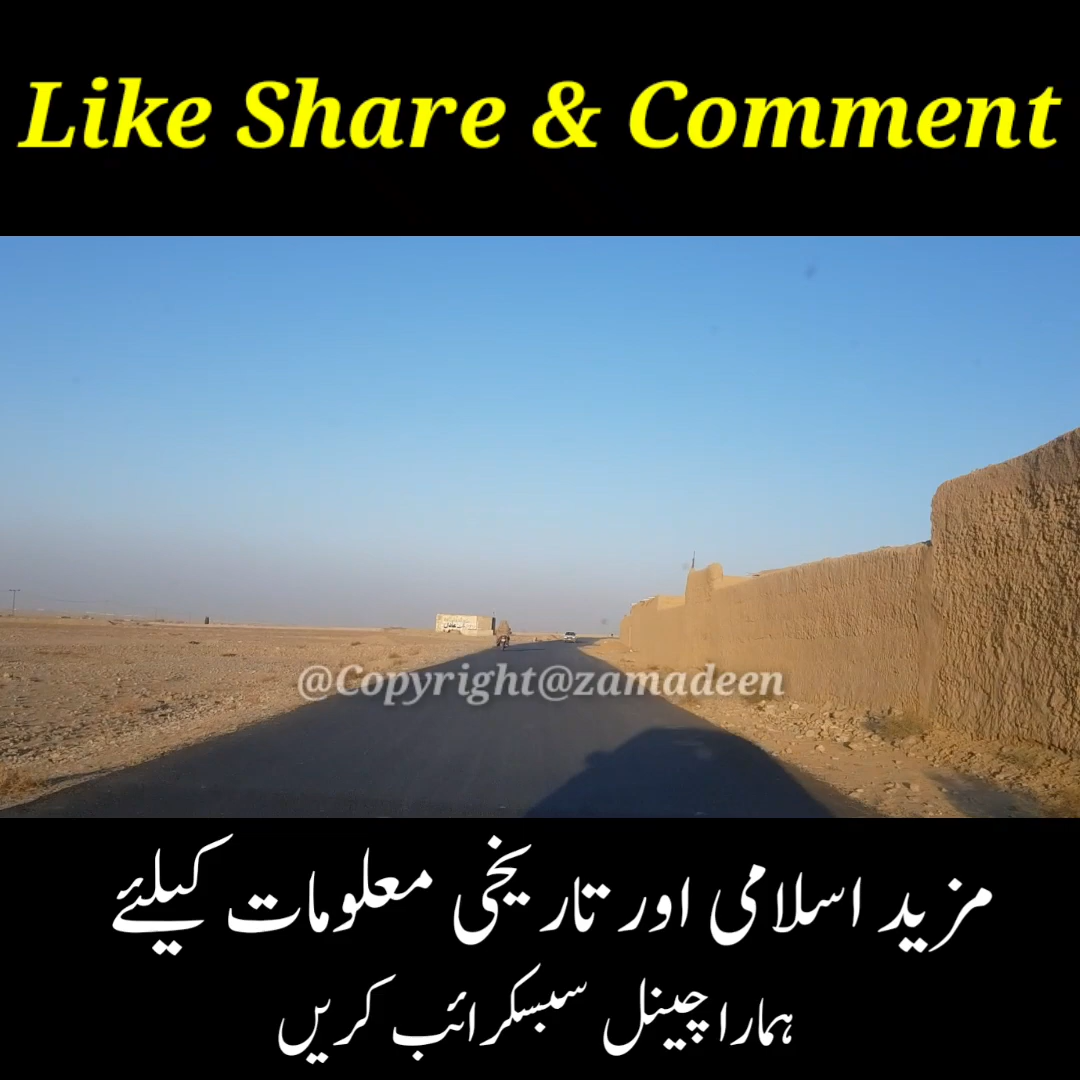 Like Share & Comment
@Copyright@zamadeen
مزید اسلامی اور تاریخی معلومات کیلئے
ہمارا چینل سبسکرائب کریں